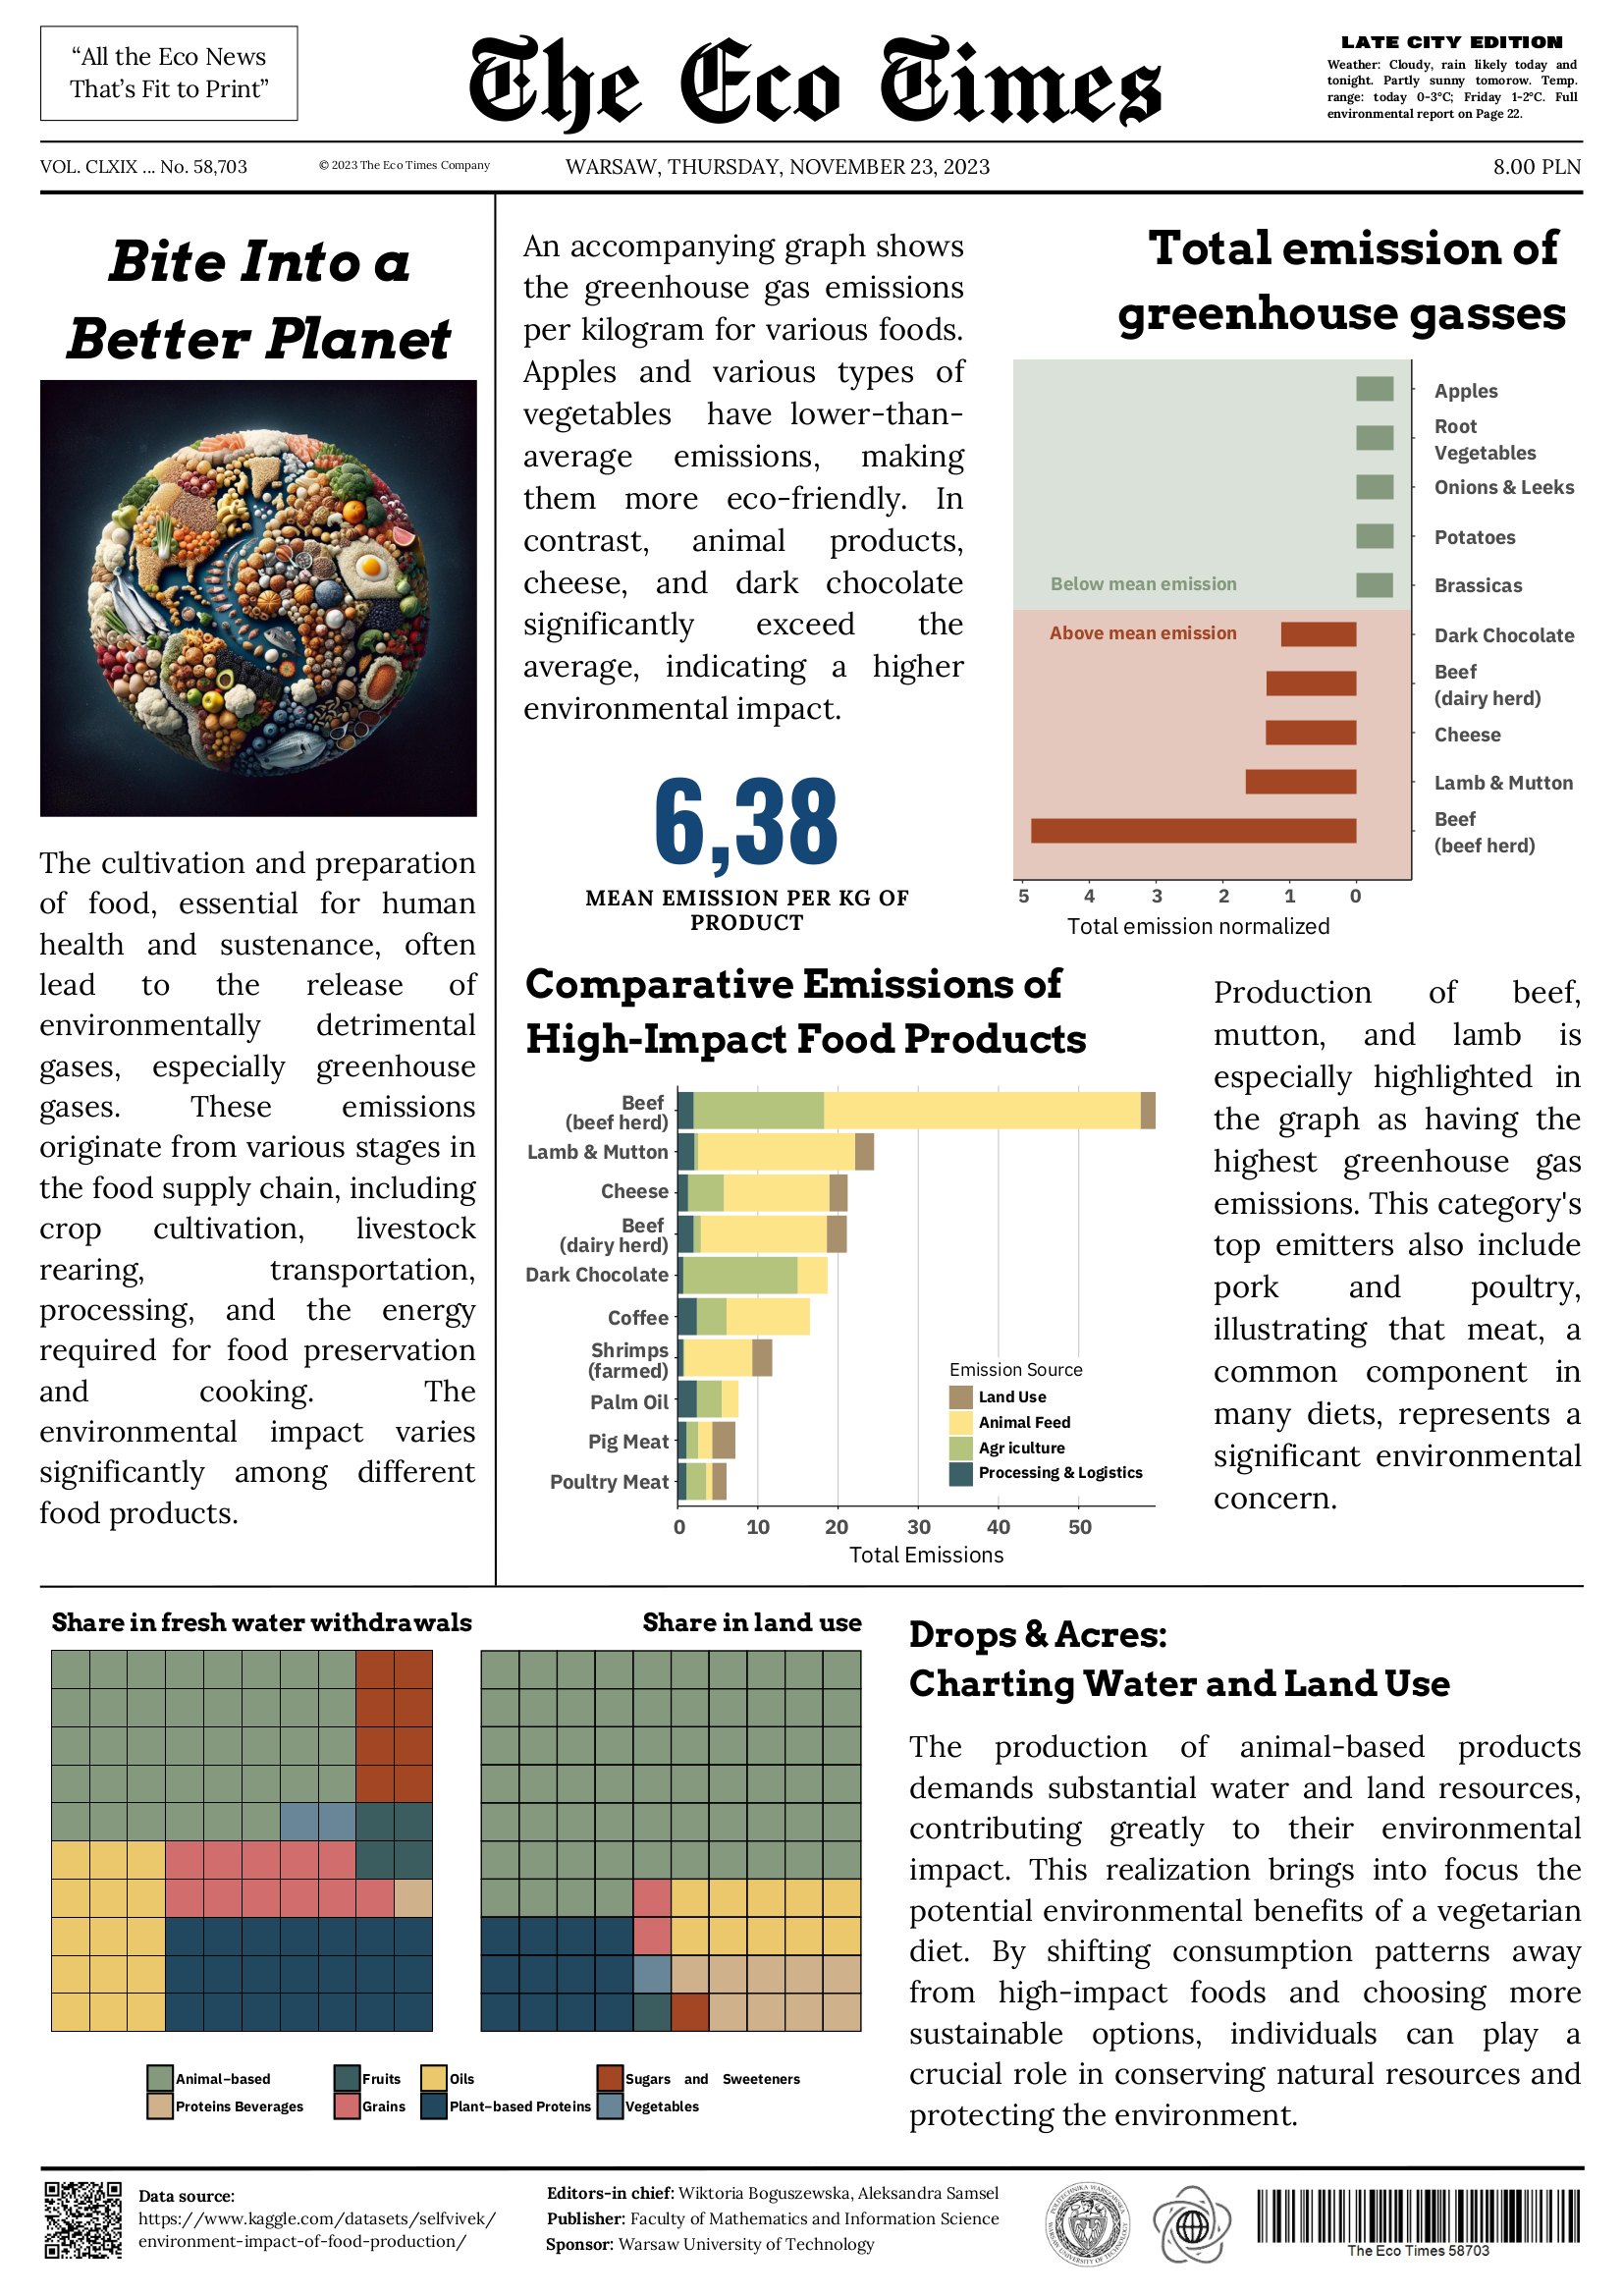 “All the Eco News
That’s Fit to Print”
The Eco Times
LATE CITY EDITION
Weather: Cloudy, rain likely today and
tonight. Partly sunny tomorow. Temp.
range: today 0-3°C; Friday 1-2°C. Full
environmental report on Page 22.
VOL. CLXIX ... No. 58,703
© 2023 The Eco Times Company
WARSAW, THURSDAY, NOVEMBER 23, 2023
8.00 PLN
Bite Into a
Better Planet
The cultivation and preparation
of food, essential for human
health and sustenance, often
lead to the release of
environmentally detrimental
gases, especially greenhouse
gases. These emissions
originate from various stages in
the food supply chain, including
crop cultivation, livestock
rearing, transportation,
processing, and the energy
required for food preservation
and cooking. The
environmental impact varies
significantly among different
food products.
An accompanying graph shows
the greenhouse gas emissions
per kilogram for various foods.
Apples and various types of
vegetables have lower-than-
average emissions, making
them more eco-friendly. In
contrast, animal products,
cheese, and dark chocolate
significantly exceed the
average, indicating a higher
environmental impact.
6,38
MEAN EMISSION PER KG OF
PRODUCT
Total emission of
greenhouse gasses
Apples
Root
Vegetables
Onions & Leeks
Potatoes
Below mean emission
Brassicas
Above mean emission
Dark Chocolate
Beef
(dairy herd)
Cheese
Lamb & Mutton
Beef
(beef herd)
5 4 3 2 1 0
Total emission normalized
Comparative Emissions of
High-Impact Food Products
Beef
(beef herd)
Lamb & Mutton
Cheese
Beef
(dairy herd)
Dark Chocolate
Coffee
Shrimps
(farmed)
Palm Oil
Pig Meat
Poultry Meat
Emission Source
Land Use
Animal Feed
Agr iculture
Processing & Logistics
0 10 20 30 40 50
Total Emissions
Production of beef,
mutton, and lamb is
especially highlighted in
the graph as having the
highest greenhouse gas
emissions. This category's
top emitters also include
pork and poultry,
illustrating that meat, a
common component in
many diets, represents a
significant environmental
concern.
Share in fresh water withdrawals
Share in land use
Animal-based
Fruits
Oils
Sugars and Sweeteners
Proteins Beverages
Grains
Plant-based Proteins
Vegetables
Drops & Acres:
Charting Water and Land Use
The production of animal-based products
demands substantial water and land resources,
contributing greatly to their environmental
impact. This realization brings into focus the
potential environmental benefits of a vegetarian
diet. By shifting consumption patterns away
from high-impact foods and choosing more
sustainable options, individuals can play a
crucial role in conserving natural resources and
protecting the environment.
Data source:
https://www.kaggle.com/datasets/selfvivek/
environment-impact-of-food-production/
Editors-in chief: Wiktoria Boguszewska, Aleksandra Samsel
Publisher: Faculty of Mathematics and Information Science
Sponsor: Warsaw University of Technology
POLITECHNIKA WARSZAWSKA
WARSAW UNIVERSITY OF TECHNOLOGY
The Eco Times 58703